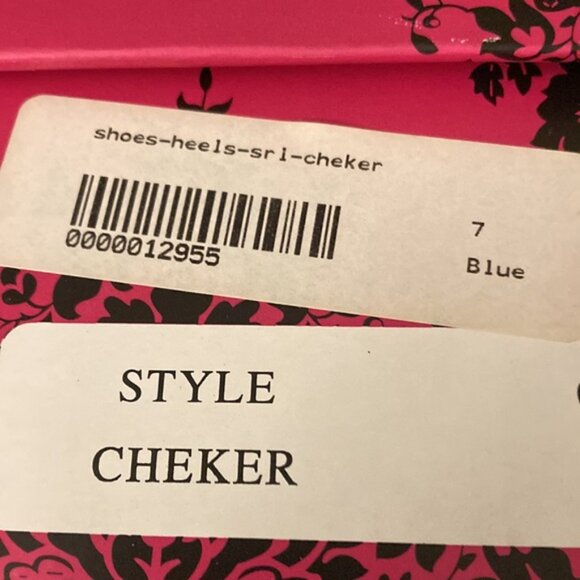 shoes-heels-srl-cheker
0000012955
7
Blue
STYLE
CHEKER